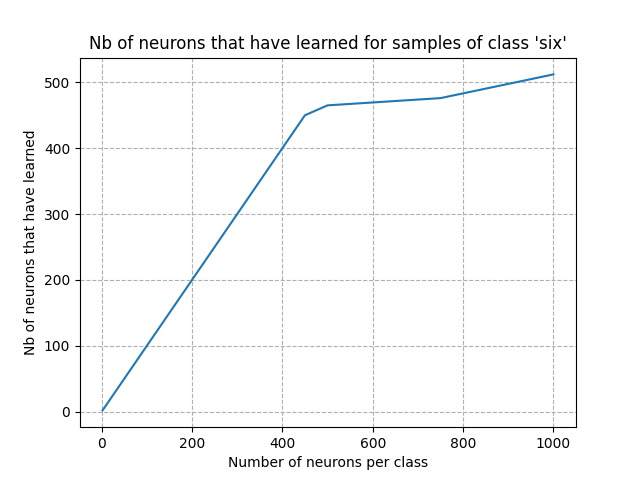 Nb of neurons that have learned for samples of class 'six'
Nb of neurons that have learned
500
400
300
200
100
0
0 200 400 600 800 1000
Number of neurons per class